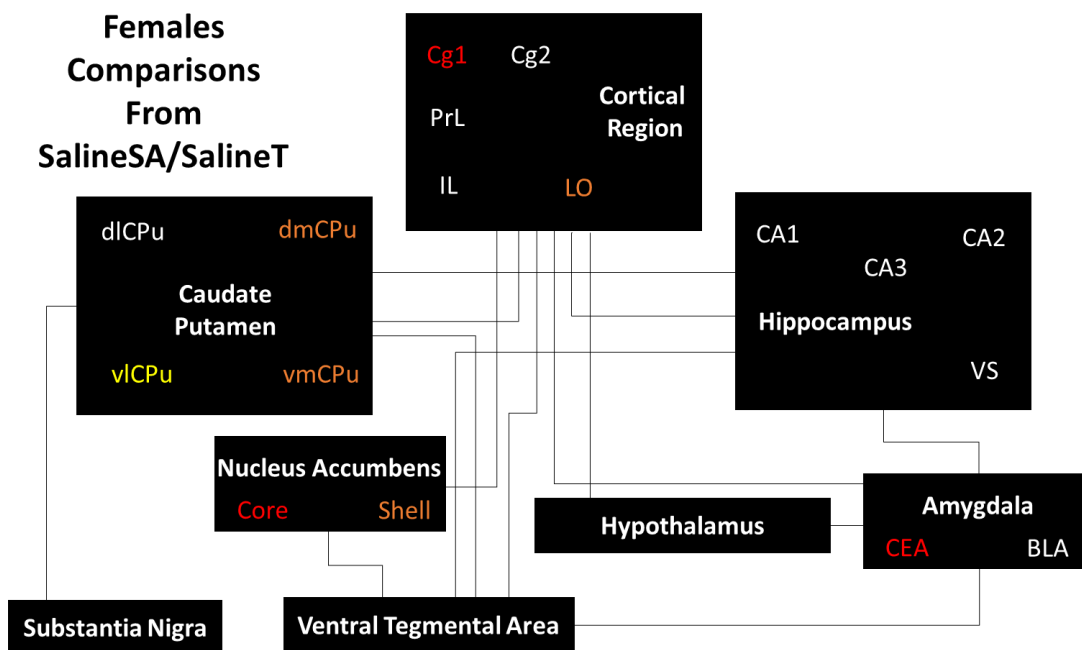 Females
Comparisons
From
SalineSA/SalineT
Cg1 Cg2
Cortical
Region
PrL
IL LO
dlCPu dmCPu
Caudate
Putamen
vlCPu vmCPu
CA1 CA2
CA3
Hippocampus
VS
Nucleus Accumbens
Core Shell
Hypothalamus
Amygdala
CEA BLA
Substantia Nigra
Ventral Tegmental Area